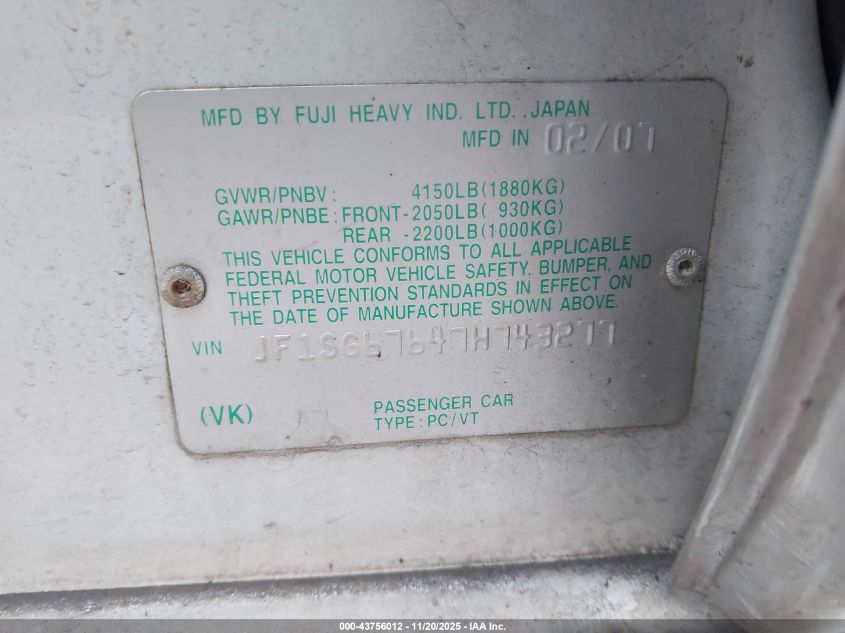 MFD BY FUJI HEAVY IND. LTD. JAPAN
MFD IN 02/07
GVWR/PNBV: 4150LB(1880KG)
GAWR/PNBE: FRONT-2050LB( 930KG)
REAR -2200LB(1000KG)
THIS VEHICLE CONFORMS TO ALL APPLICABLE
FEDERAL MOTOR VEHICLE SAFETY, BUMPER, AND
THEFT PREVENTION STANDARDS IN EFFECT ON
THE DATE OF MANUFACTURE SHOWN ABOVE.
VIN JF1SG67647H743277
(VK) PASSENGER CAR
TYPE: PC/VT
000-43756012 - 11/20/2025 - IAA Inc.